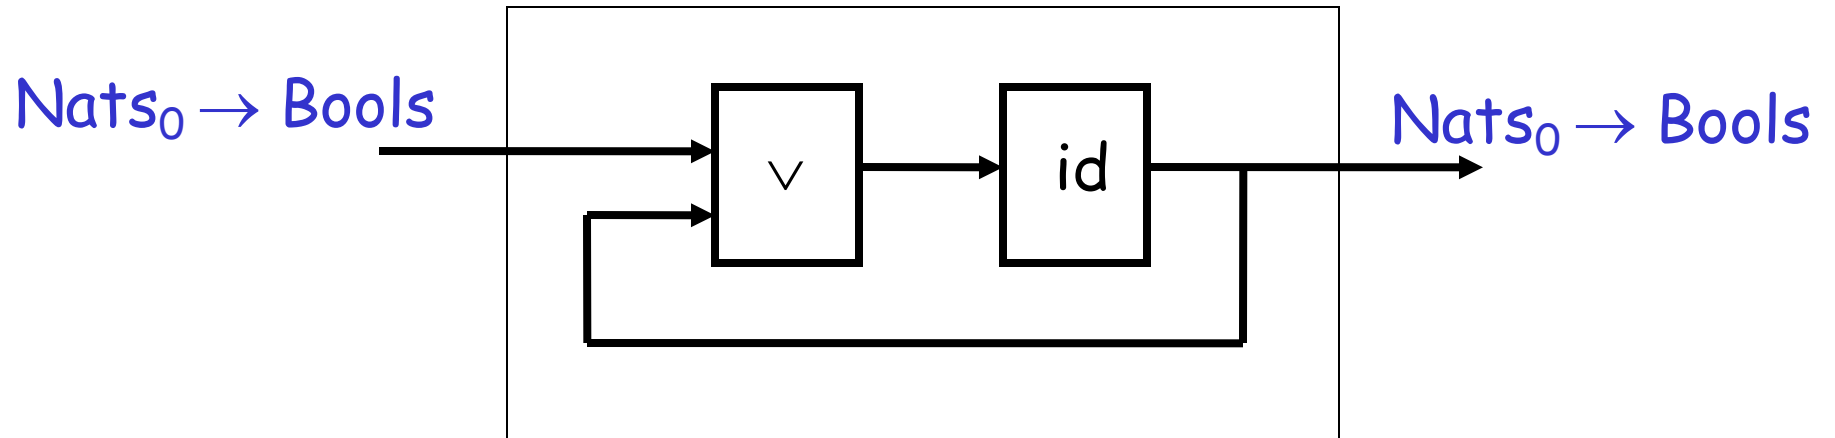 Nats₀ → Bools
∨
id
Nats₀ → Bools